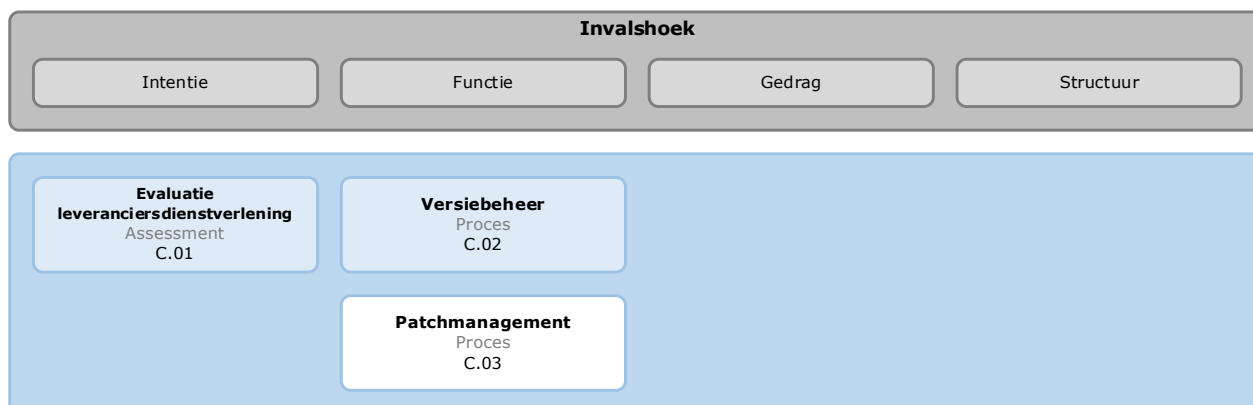 Invalshoek
Intentie
Functie
Gedrag
Structuur
Evaluatie
leveranciersdienstverlening
Assessment
C.01
Versiebeheer
Proces
C.02
Patchmanagement
Proces
C.03